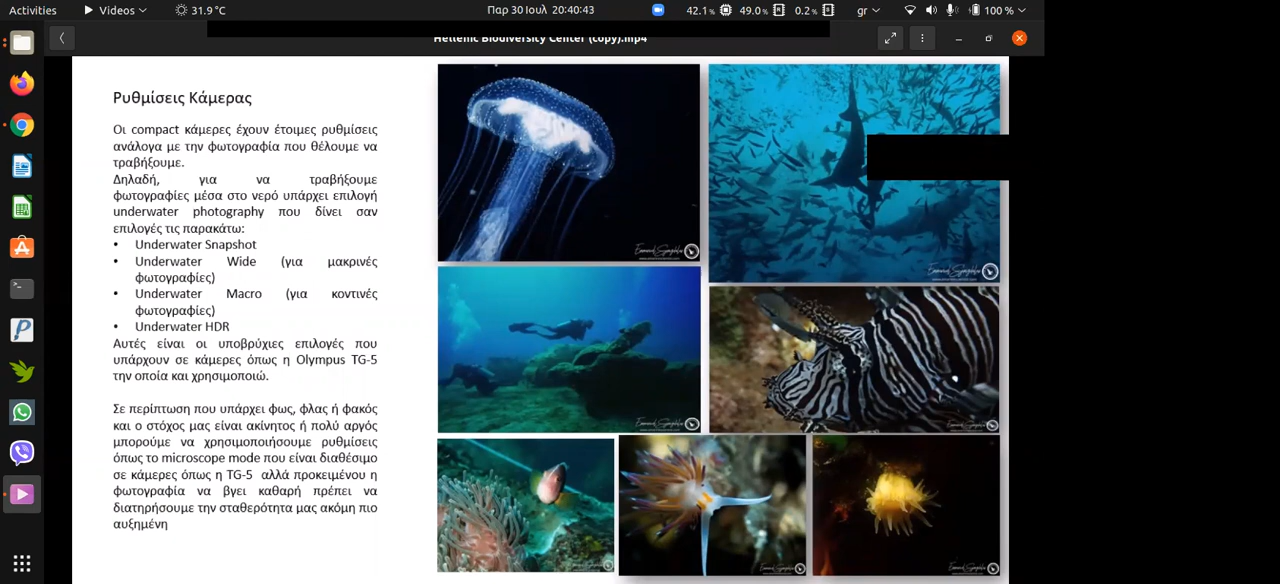 Activities
Videos
31.9 °C
Παρ 30 Ιουλ 20:40:43
42.1 %
49.0 %
0.2 %
gr
100 %
Hellenic Biodiversity Center (copy).mp4
Ρυθμίσεις Κάμερας
Οι compact κάμερες έχουν έτοιμες ρυθμίσεις
ανάλογα με την φωτογραφία που θέλουμε να
τραβήξουμε.
Δηλαδή, για να τραβήξουμε
φωτογραφίες μέσα στο νερό υπάρχει επιλογή
underwater photography που δίνει σαν
επιλογές τις παρακάτω:
• Underwater Snapshot
• Underwater Wide (για μακρινές
φωτογραφίες)
• Underwater Macro (για κοντινές
φωτογραφίες)
• Underwater HDR
Αυτές είναι οι υποβρύχιες επιλογές που
υπάρχουν σε κάμερες όπως η Olympus TG-5
την οποία και χρησιμοποιώ.
Σε περίπτωση που υπάρχει φως, φλας ή φακός
και ο στόχος μας είναι ακίνητος ή πολύ αργός
μπορούμε να χρησιμοποιήσουμε ρυθμίσεις
όπως το microscope mode που είναι διαθέσιμο
σε κάμερες όπως η TG-5 αλλά προκειμένου η
φωτογραφία να βγει καθαρή πρέπει να
διατηρήσουμε την σταθερότητα μας ακόμη πιο
αυξημένη